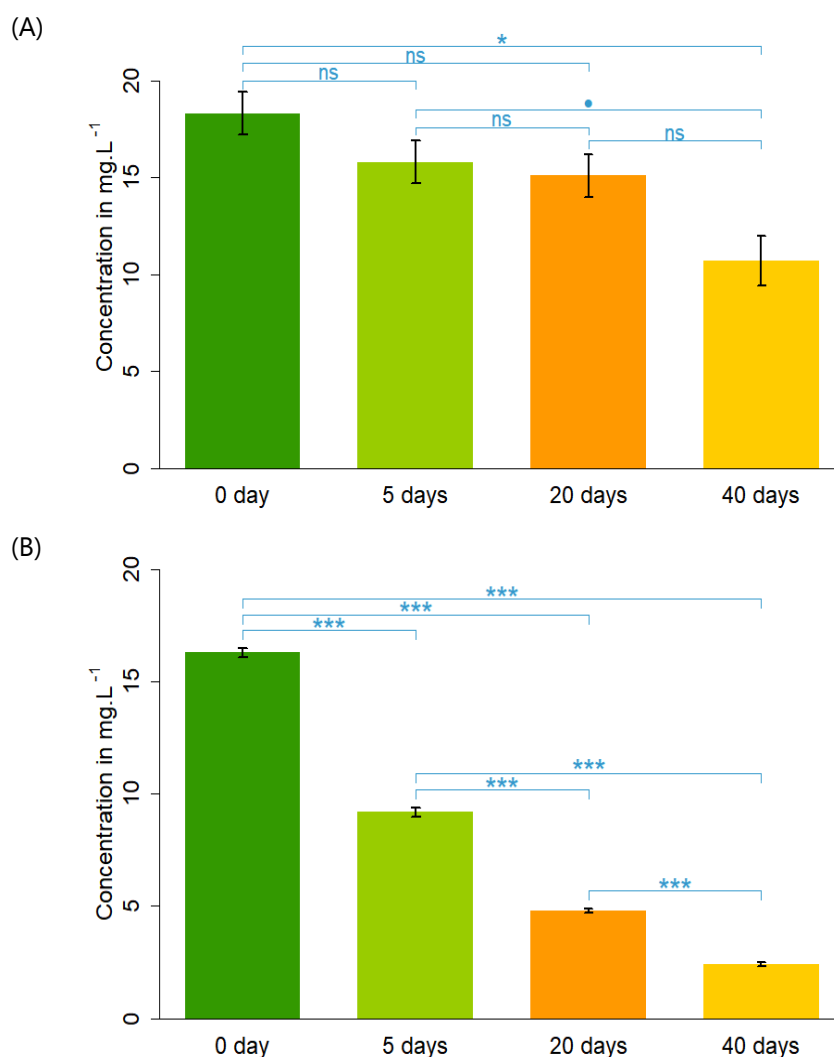 (A)
*
ns
ns
•
ns
ns
Concentration in mg.L⁻¹
20
15
10
5
0
0 day 5 days 20 days 40 days
(B)
***
***
***
***
***
***
Concentration in mg.L⁻¹
20
15
10
5
0
0 day 5 days 20 days 40 days